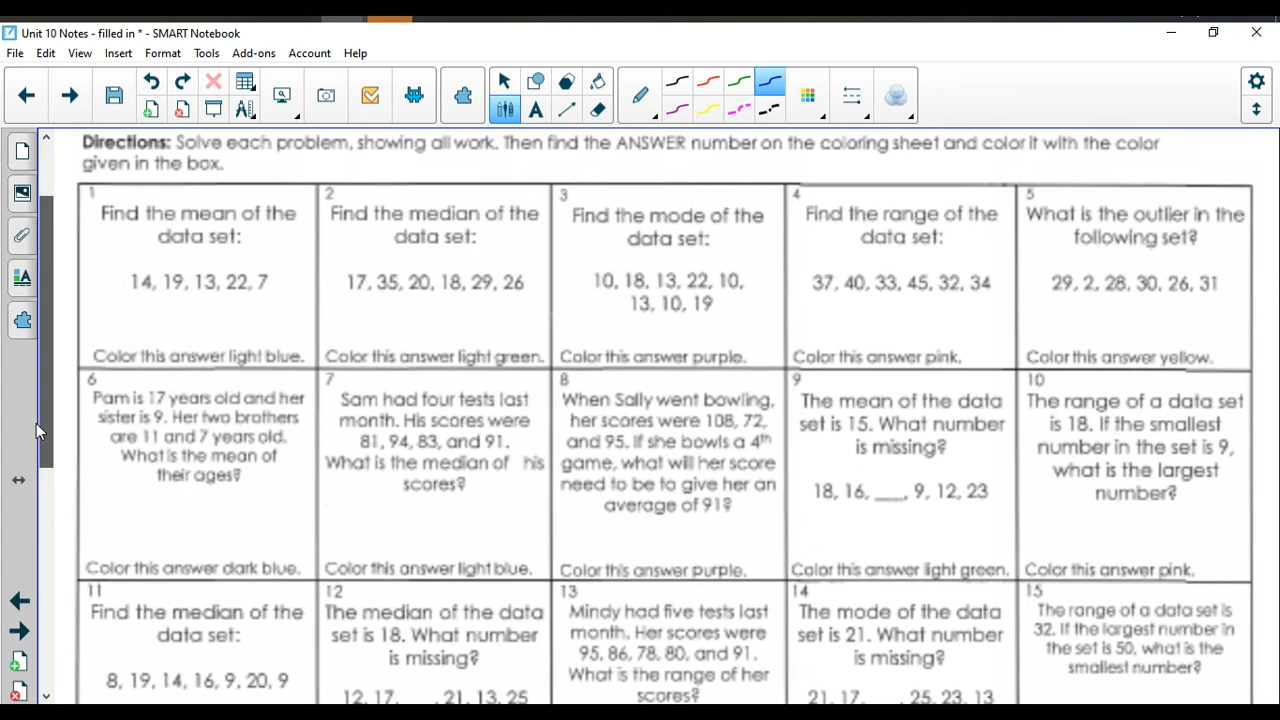 Unit 10 Notes - filled in * - SMART Notebook
File Edit View Insert Format Tools Add-ons Account Help
Directions: Solve each problem, showing all work. Then find the ANSWER number on the coloring sheet and color it with the color
given in the box.
1
Find the mean of the
data set:
14, 19, 13, 22, 7
Color this answer light blue.
2
Find the median of the
data set:
17, 35, 20, 18, 29, 26
Color this answer light green.
3
Find the mode of the
data set:
10, 18, 13, 22, 10,
13, 10, 19
Color this answer purple.
4
Find the range of the
data set:
37, 40, 33, 45, 32, 34
Color this answer pink.
5
What is the outlier in the
following set?
29, 2, 28, 30, 26, 31
Color this answer yellow.
6
Pam is 17 years old and her
sister is 9. Her two brothers
are 11 and 7 years old.
What is the mean of
their ages?
Color this answer dark blue.
7
Sam had four tests last
month. His scores were
81, 94, 83, and 91.
What is the median of his
scores?
Color this answer light blue.
8
When Sally went bowling,
her scores were 108, 72,
and 95. If she bowls a 4th
game, what will her score
need to be to give her an
average of 91?
Color this answer purple.
9
The mean of the data
set is 15. What number
is missing?
18, 16, ___, 9, 12, 23
Color this answer light green.
10
The range of a data set
is 18. If the smallest
number in the set is 9,
what is the largest
number?
Color this answer pink.
11
Find the median of the
data set:
8, 19, 14, 16, 9, 20, 9
12
The median of the data
set is 18. What number
is missing?
12, 17, 21, 13, 25
13
Mindy had five tests last
month. Her scores were
95, 86, 78, 80, and 91.
What is the range of her
scores?
14
The mode of the data
set is 21. What number
is missing?
21, 17, 25, 23, 13
15
The range of a data set is
32. If the largest number in
the set is 50, what is the
smallest number?